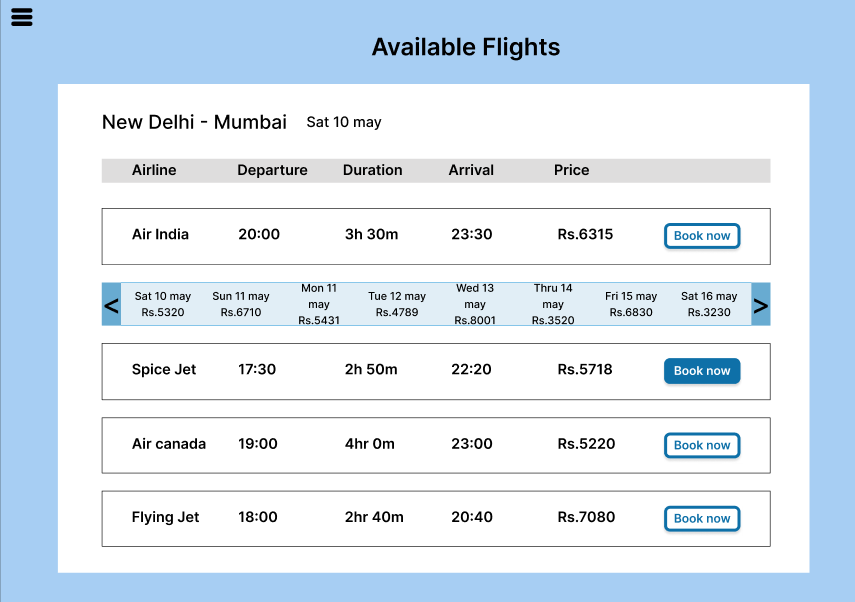 Available Flights
New Delhi - Mumbai Sat 10 may
Airline Departure Duration Arrival Price
Air India 20:00 3h 30m 23:30 Rs.6315 Book now
< Sat 10 may Rs.5320 Sun 11 may Rs.6710 Mon 11 may Rs.5431 Tue 12 may Rs.4789 Wed 13 may Rs.8001 Thru 14 may Rs.3520 Fri 15 may Rs.6830 Sat 16 may Rs.3230 >
Spice Jet 17:30 2h 50m 22:20 Rs.5718 Book now
Air canada 19:00 4hr 0m 23:00 Rs.5220 Book now
Flying Jet 18:00 2hr 40m 20:40 Rs.7080 Book now